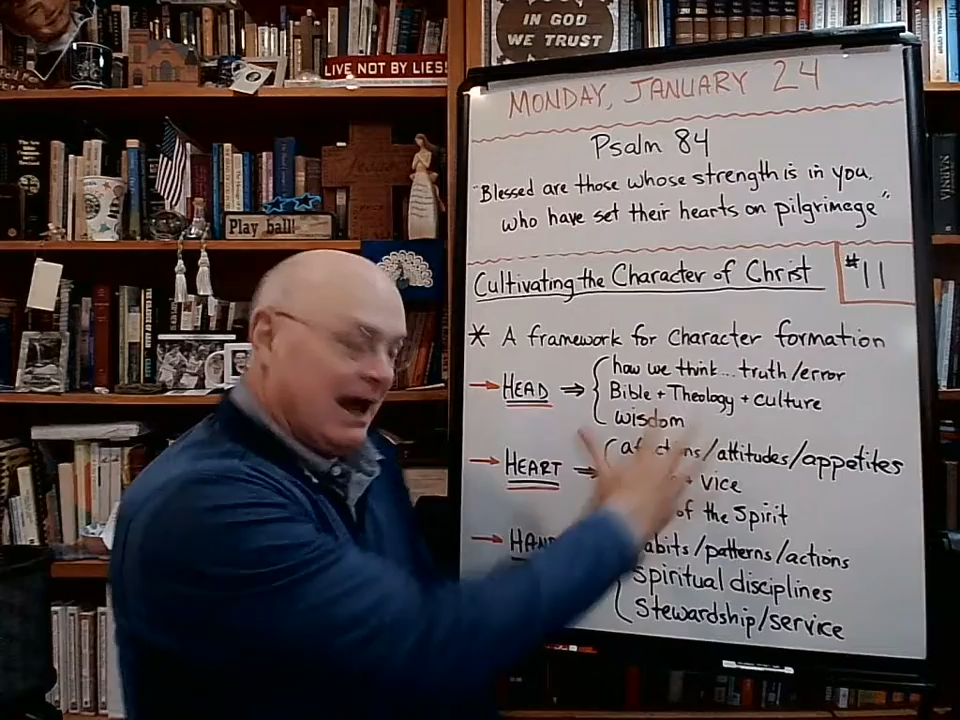 IN GOD
WE TRUST
LIVE NOT BY LIES!
Play ball!
NARNIA
MONDAY, JANUARY 24
Psalm 84
"Blessed are those whose strength is in you,
who have set their hearts on pilgrimage"
Cultivating the Character of Christ
#11
* A framework for Character formation
→ HEAD ⇒ { how we think... truth/error
Bible + Theology + culture
wisdom
→ HEART ⇒ ( /attitudes/appetites
+ vice
of the Spirit
→
/patterns/actions
spiritual disciplines
Stewardship/service